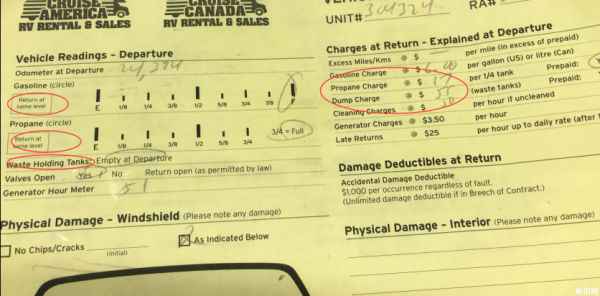 CRUISE
AMERICA
RV RENTAL & SALES
CRUISE
CANADA
RV RENTAL & SALES
UNIT# 304324
RA#
Vehicle Readings – Departure
Odometer at Departure
Gasoline (circle)
Return at same level
E 1/8 1/4 3/8 1/2 5/8 3/4 7/8
Propane (circle)
Return at same level
E 1/8 1/4 3/8 1/2 3/4 = Full
Waste Holding Tanks: Empty at Departure
Valves Open Yes No Return open (as permitted by law)
Generator Hour Meter 51
Physical Damage – Windshield (Please note any damage)
No Chips/Cracks (initial)
As Indicated Below
Charges at Return – Explained at Departure
Excess Miles/Kms @ $ per mile (in excess of prepaid)
Gasoline Charge @ $ per gallon (US) or litre (Can) Prepaid:
Propane Charge @ $ per 1/4 tank Prepaid:
Dump Charge @ $ (waste tanks)
Cleaning Charges @ $ per hour if uncleaned
Generator Charges @ $3.50 per hour
Late Returns @ $25 per hour up to daily rate (after
Damage Deductibles at Return
Accidental Damage Deductible
$1,000 per occurrence regardless of fault.
(Unlimited damage deductible if in Breach of Contract.)
Physical Damage – Interior (Please note any damage)